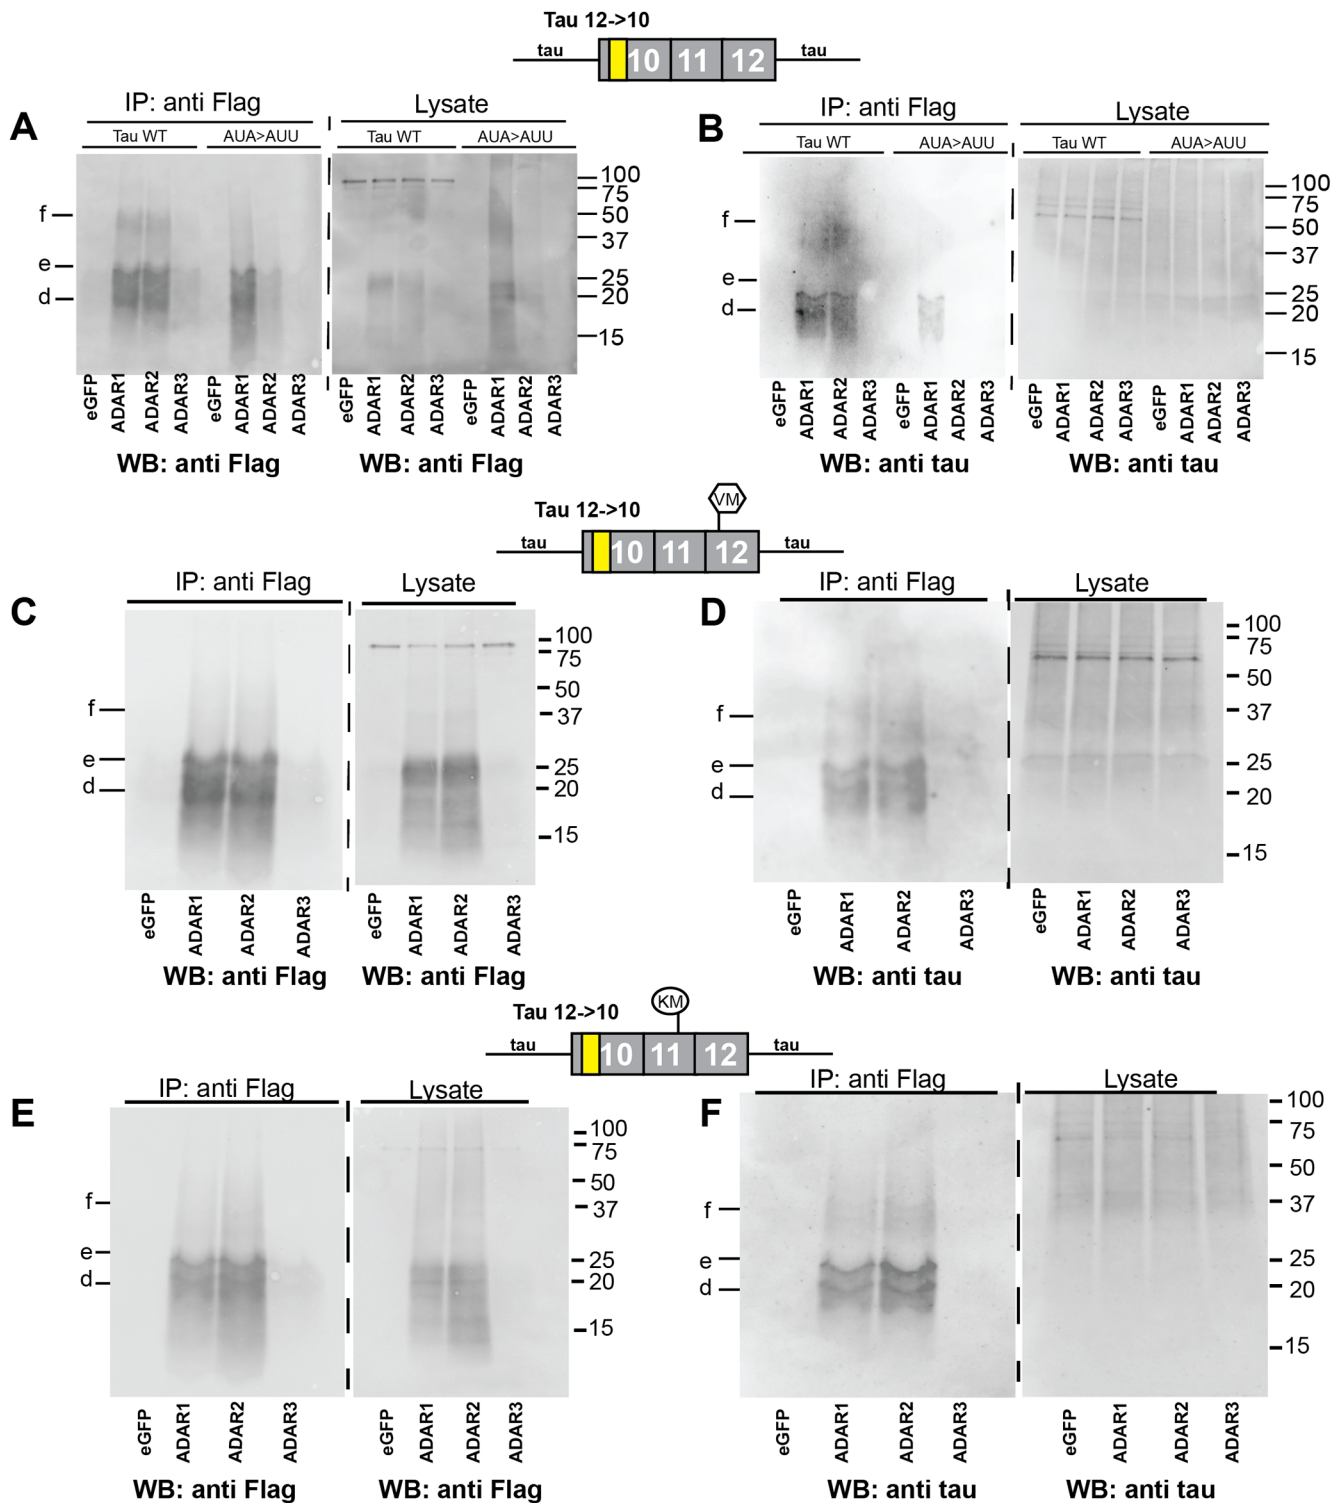 Tau 12->10
tau 10 11 12 tau
A
IP: anti Flag Lysate
Tau WT AUA>AUU Tau WT AUA>AUU
f
e
d
100
75
50
37
25
20
15
eGFP ADAR1 ADAR2 ADAR3 eGFP ADAR1 ADAR2 ADAR3 eGFP ADAR1 ADAR2 ADAR3 eGFP ADAR1 ADAR2 ADAR3
WB: anti Flag WB: anti Flag
B
IP: anti Flag Lysate
Tau WT AUA>AUU Tau WT AUA>AUU
f
e
d
100
75
50
37
25
20
15
eGFP ADAR1 ADAR2 ADAR3 eGFP ADAR1 ADAR2 ADAR3 eGFP ADAR1 ADAR2 ADAR3 eGFP ADAR1 ADAR2 ADAR3
WB: anti tau WB: anti tau
VM
Tau 12->10
tau 10 11 12 tau
C
IP: anti Flag Lysate
f
e
d
100
75
50
37
25
20
15
eGFP ADAR1 ADAR2 ADAR3 eGFP ADAR1 ADAR2 ADAR3
WB: anti Flag WB: anti Flag
D
IP: anti Flag Lysate
f
e
d
100
75
50
37
25
20
15
eGFP ADAR1 ADAR2 ADAR3 eGFP ADAR1 ADAR2 ADAR3
WB: anti tau WB: anti tau
KM
Tau 12->10
tau 10 11 12 tau
E
IP: anti Flag Lysate
f
e
d
100
75
50
37
25
20
15
eGFP ADAR1 ADAR2 ADAR3 eGFP ADAR1 ADAR2 ADAR3
WB: anti Flag WB: anti Flag
F
IP: anti Flag Lysate
f
e
d
100
75
50
37
25
20
15
eGFP ADAR1 ADAR2 ADAR3 eGFP ADAR1 ADAR2 ADAR3
WB: anti tau WB: anti tau